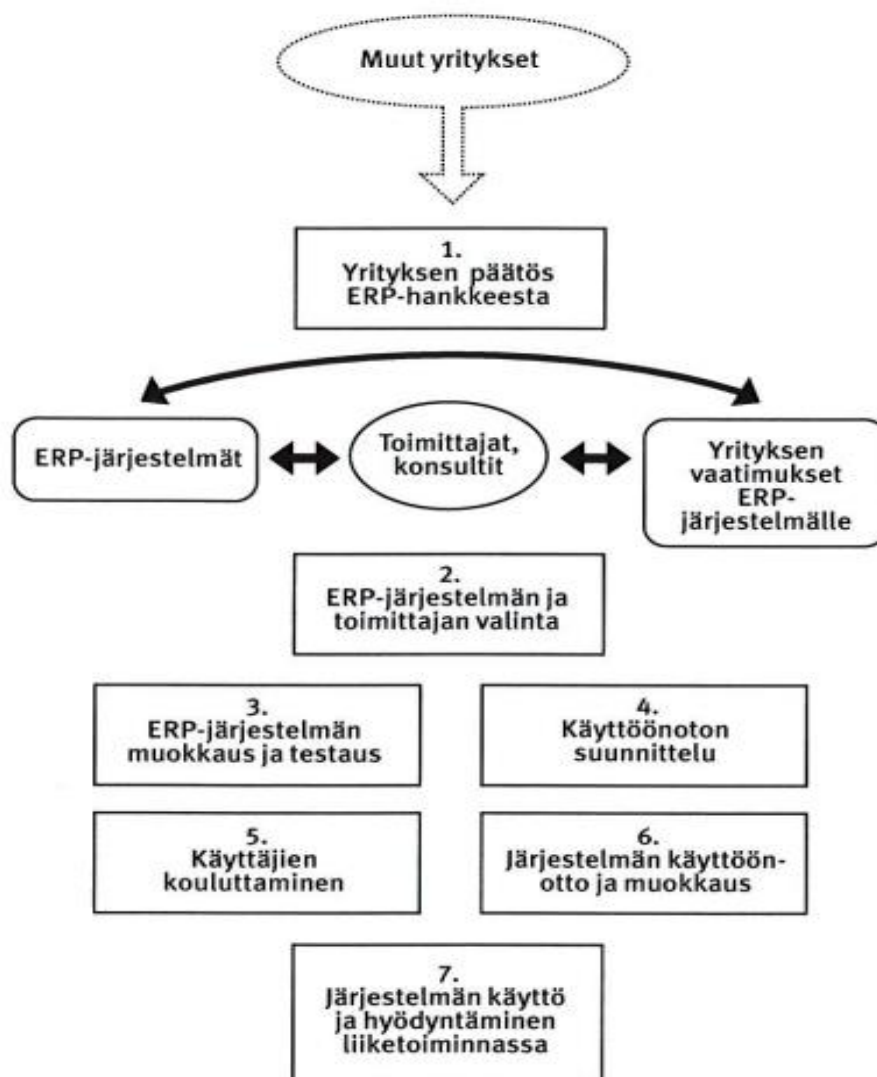 Muut yritykset
1.
Yrityksen päätös
ERP-hankkeesta
ERP-järjestelmät
Toimittajat,
konsultit
Yrityksen
vaatimukset
ERP-
järjestelmälle
2.
ERP-järjestelmän ja
toimittajan valinta
3.
ERP-järjestelmän
muokkaus ja testaus
4.
Käyttöönoton
suunnittelu
5.
Käyttäjien
kouluttaminen
6.
Järjestelmän käyttöön-
otto ja muokkaus
7.
Järjestelmän käyttö
ja hyödyntäminen
liiketoiminnassa